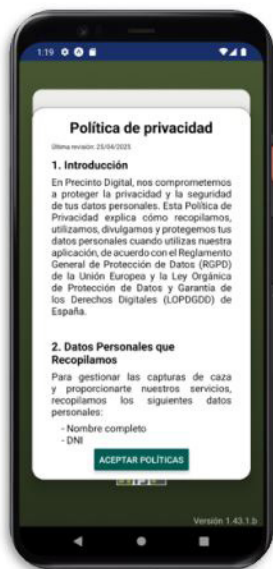 1:19
Política de privacidad
Última revisión: 25/04/2025
1. Introducción
En Precinto Digital, nos comprometemos
a proteger la privacidad y la seguridad
de tus datos personales. Esta Política de
Privacidad explica cómo recopilamos,
utilizamos, divulgamos y protegemos tus
datos personales cuando utilizas nuestra
aplicación, de acuerdo con el Reglamento
General de Protección de Datos (RGPD)
de la Unión Europea y la Ley Orgánica
de Protección de Datos y Garantía de
los Derechos Digitales (LOPDGDD) de
España.
2. Datos Personales que
Recopilamos
Para gestionar las capturas de caza
y proporcionarte nuestros servicios,
recopilamos los siguientes datos
personales:
- Nombre completo
- DNI
ACEPTAR POLÍTICAS
Versión 1.43.1.b